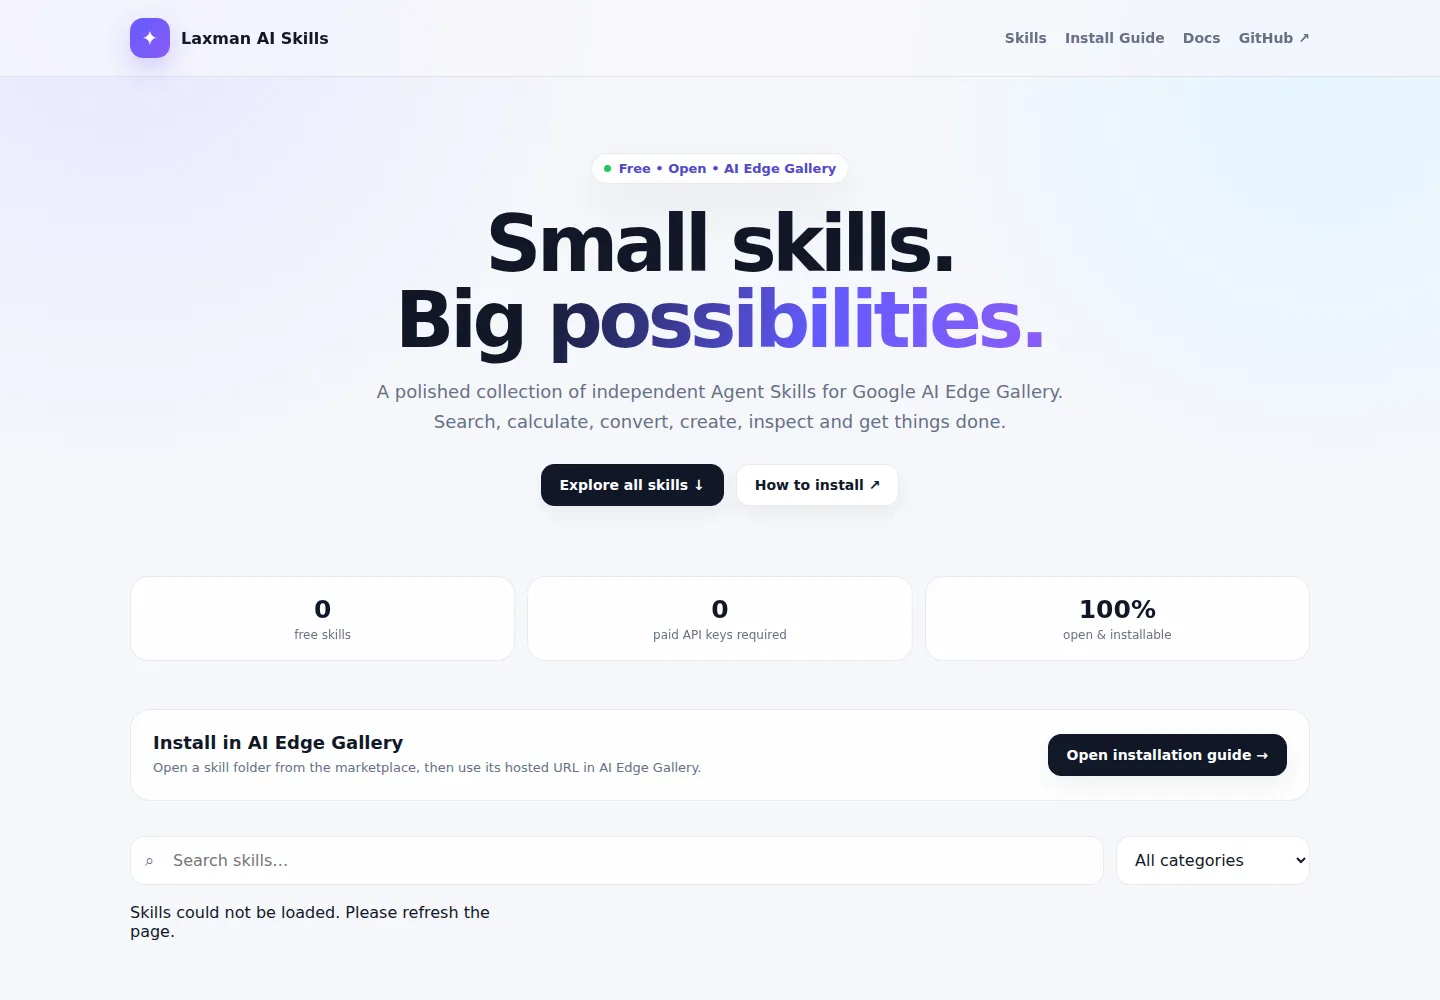 ✦ Laxman AI Skills
Skills Install Guide Docs GitHub ↗
Free • Open • AI Edge Gallery
Small skills.
Big possibilities.
A polished collection of independent Agent Skills for Google AI Edge Gallery.
Search, calculate, convert, create, inspect and get things done.
Explore all skills ↓
How to install ↗
0
free skills
0
paid API keys required
100%
open & installable
Install in AI Edge Gallery
Open a skill folder from the marketplace, then use its hosted URL in AI Edge Gallery.
Open installation guide →
⌕ Search skills...
All categories
Skills could not be loaded. Please refresh the
page.